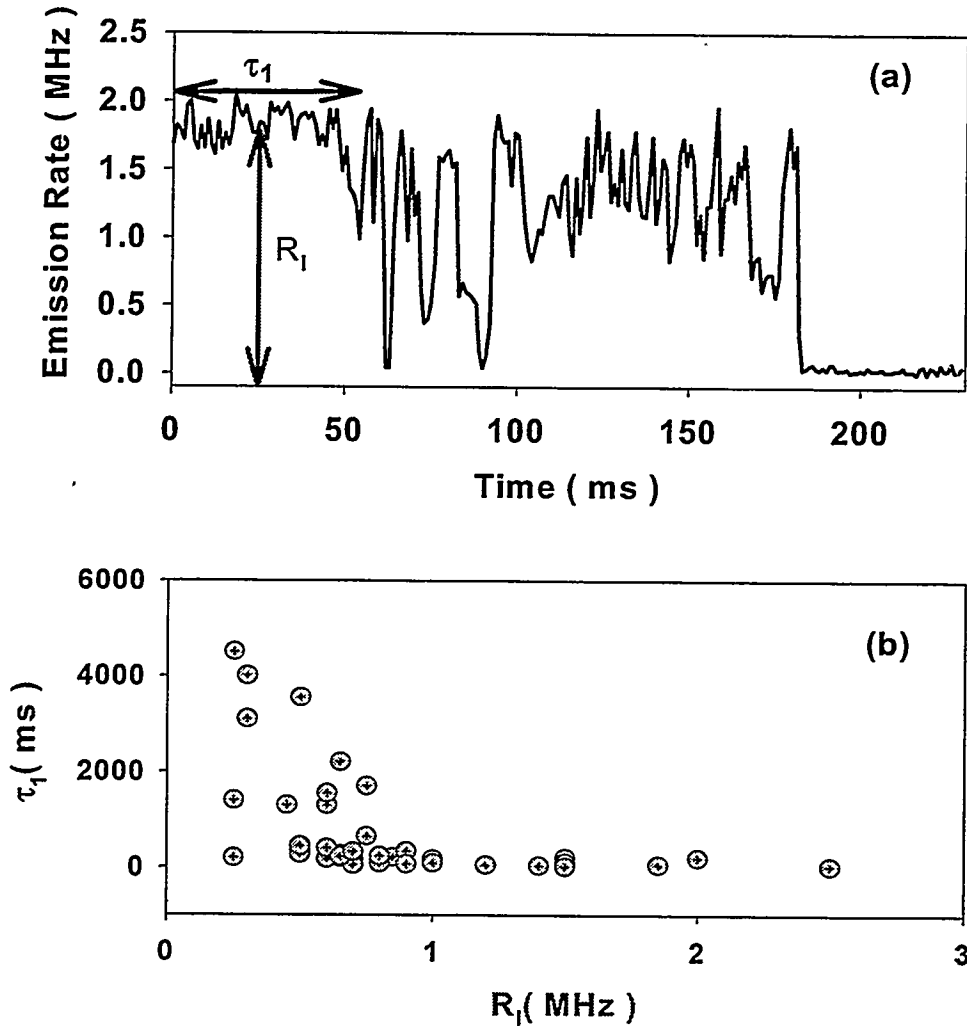 2.5
2.0
1.5
1.0
0.5
0.0
Emission Rate ( MHz )
τ1
RI
(a)
0 50 100 150 200
Time ( ms )
6000
4000
2000
0
τ1( ms )
(b)
0 1 2 3
RI( MHz )